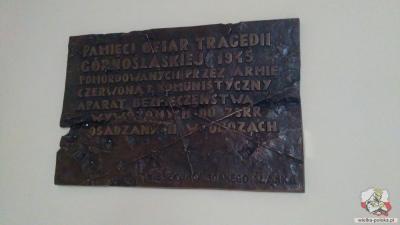 PAMIĘCI OFIAR TRAGEDII
GÓRNOŚLĄSKIEJ 1945
POMORDOWANYCH PRZEZ ARMIĘ
CZERWONĄ I KOMUNISTYCZNY
APARAT BEZPIECZEŃSTWA
WYWOŻONYCH DO ZSRR
OSADZANYCH W OBOZACH
wielka-polska.pl